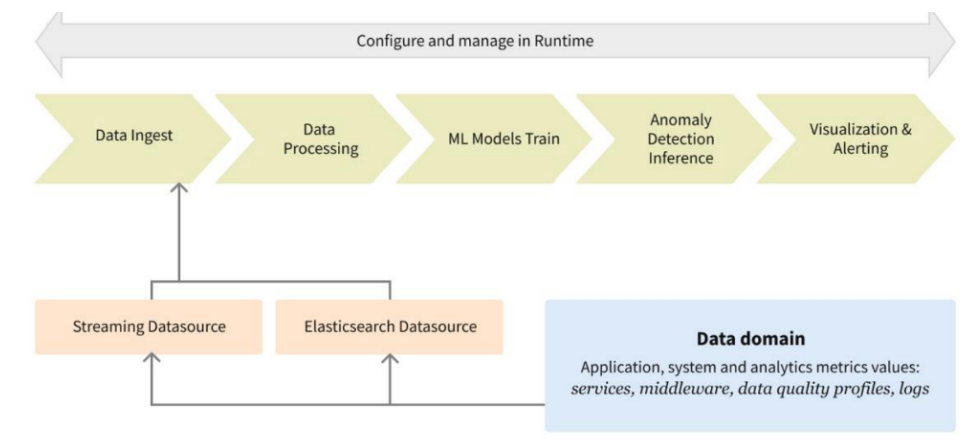 Configure and manage in Runtime
Data Ingest
Data
Processing
ML Models Train
Anomaly
Detection
Inference
Visualization &
Alerting
Streaming Datasource
Elasticsearch Datasource
Data domain
Application, system and analytics metrics values:
services, middleware, data quality profiles, logs